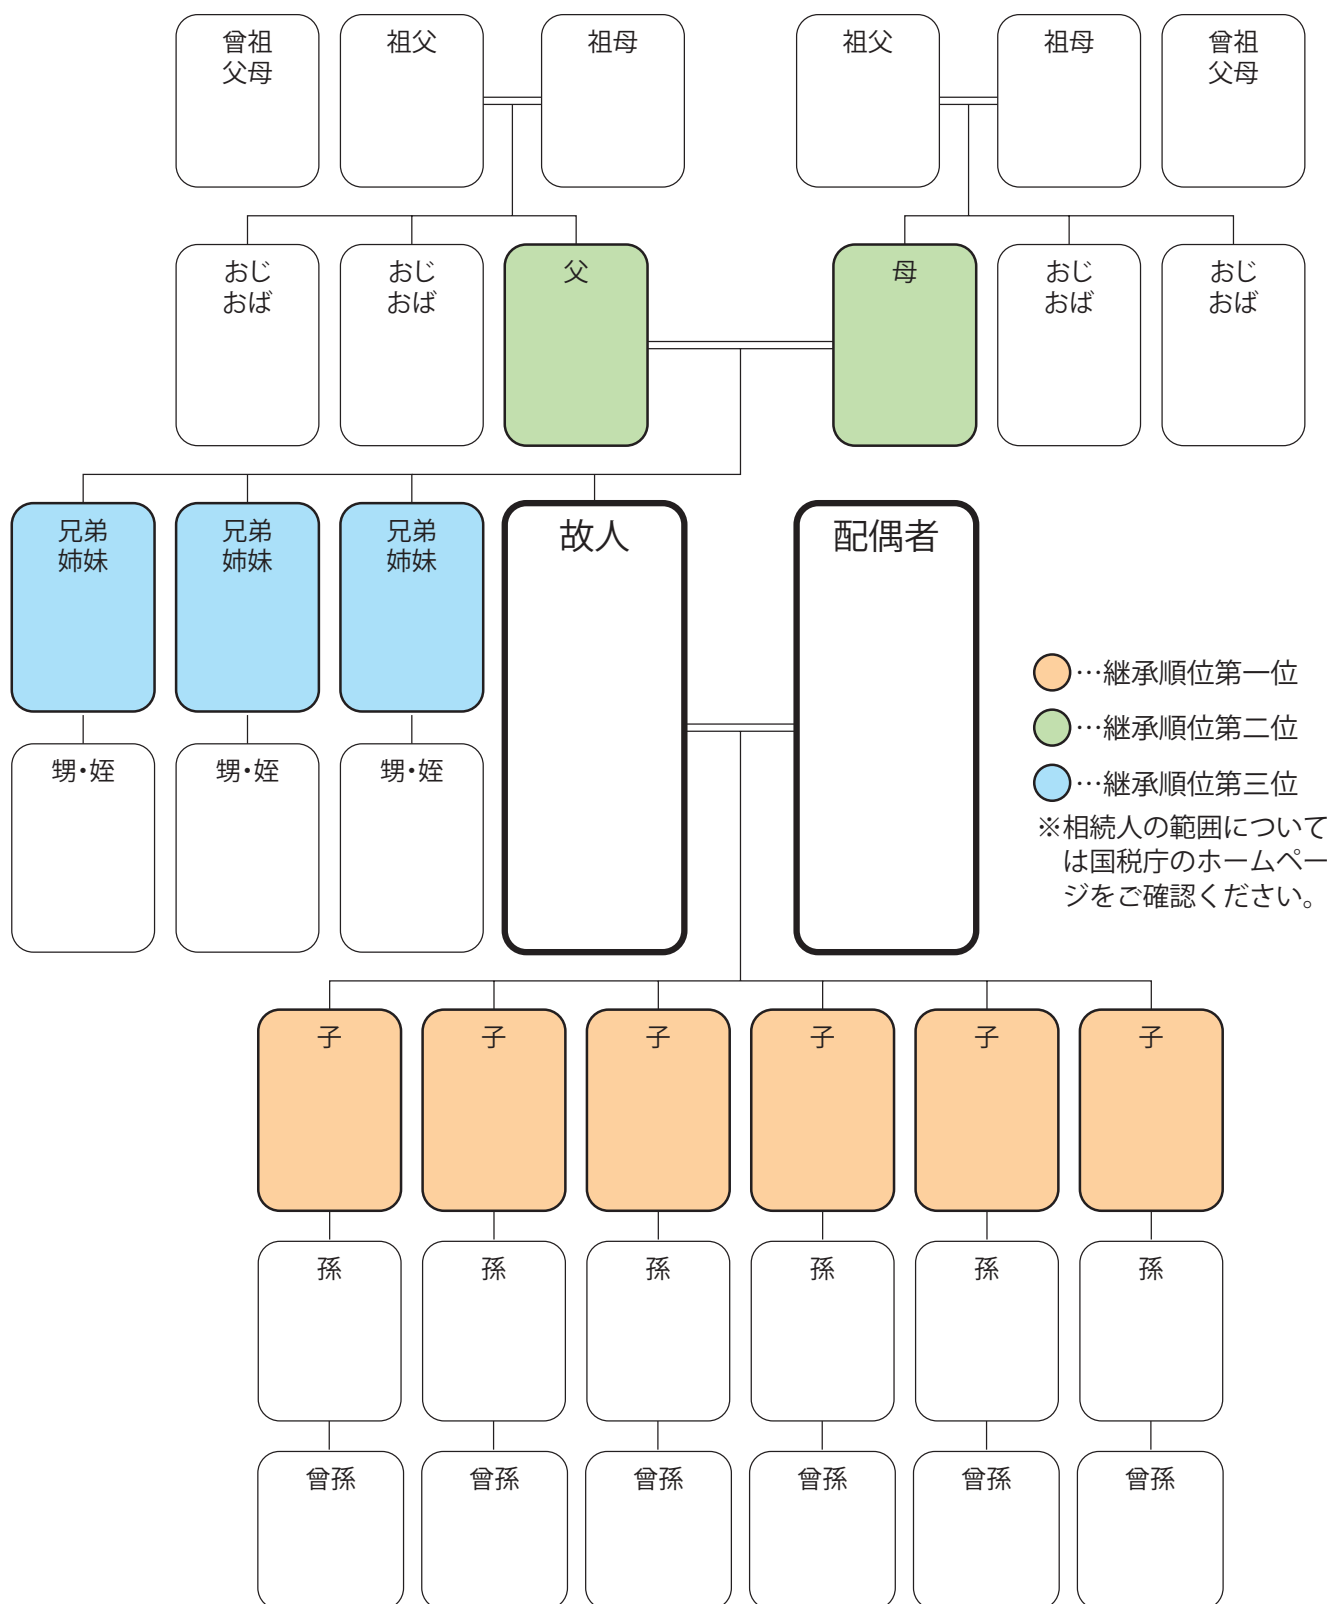 曾祖
父母
祖父
祖母
祖父
祖母
曾祖
父母
おじ
おば
おじ
おば
父
母
おじ
おば
おじ
おば
兄弟
姉妹
兄弟
姉妹
兄弟
姉妹
故人
配偶者
…継承順位第一位
…継承順位第二位
…継承順位第三位
※相続人の範囲について
は国税庁のホームペー
ジをご確認ください。
甥・姪
甥・姪
甥・姪
子
子
子
子
子
子
孫
孫
孫
孫
孫
孫
曾孫
曾孫
曾孫
曾孫
曾孫
曾孫